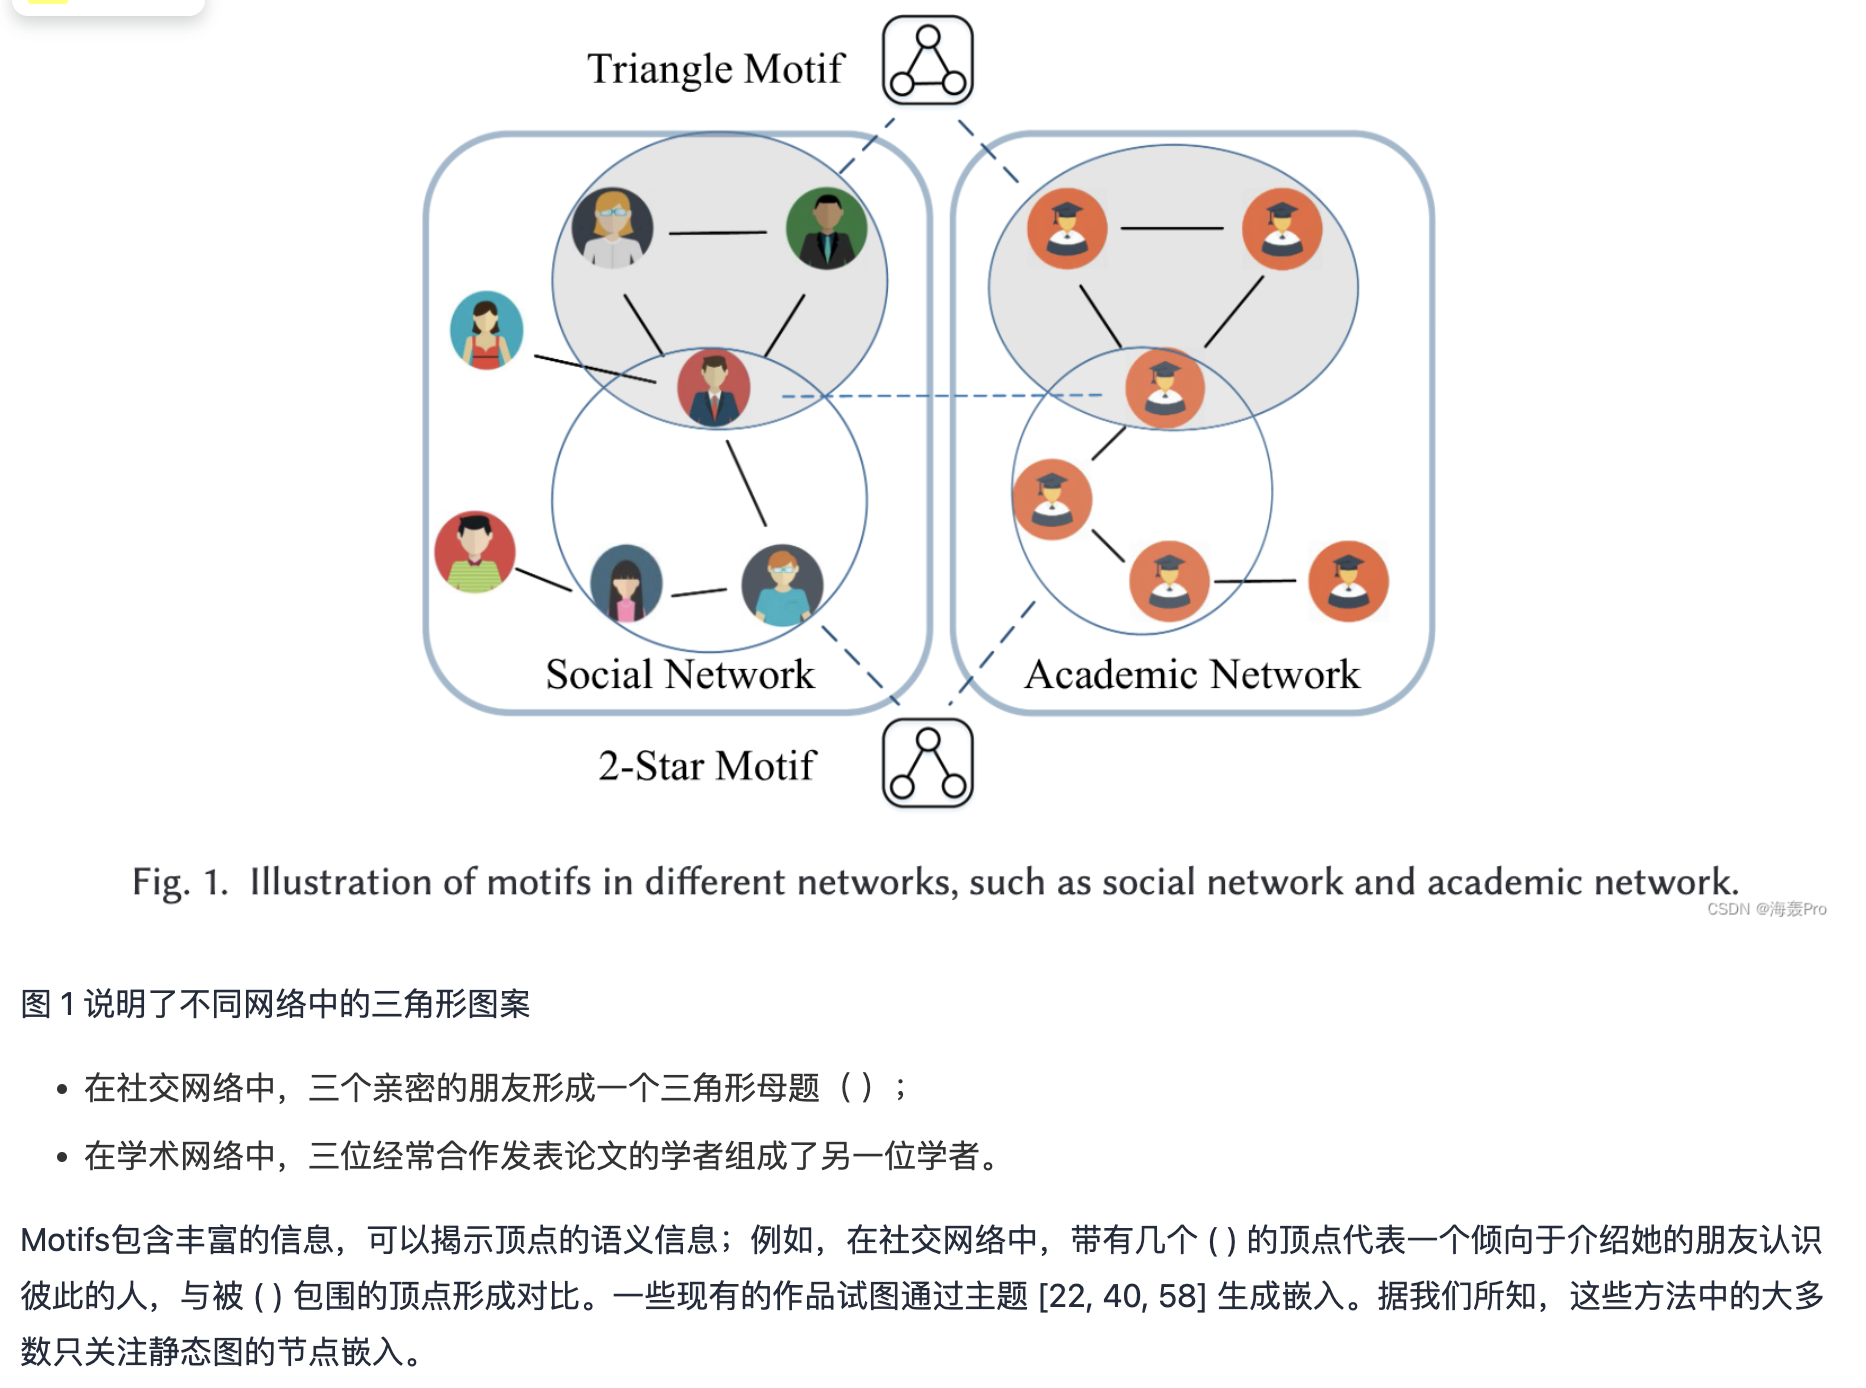 Triangle Motif
Social Network
Academic Network
2-Star Motif
Fig. 1. Illustration of motifs in different networks, such as social network and academic network.
CSDN @海轰Pro
图 1 说明了不同网络中的三角形图案
• 在社交网络中，三个亲密的朋友形成一个三角形母题（ ）；
• 在学术网络中，三位经常合作发表论文的学者组成了另一位学者。
Motifs包含丰富的信息，可以揭示顶点的语义信息；例如，在社交网络中，带有几个 ( ) 的顶点代表一个倾向于介绍她的朋友认识
彼此的人，与被 ( ) 包围的顶点形成对比。一些现有的作品试图通过主题 [22, 40, 58] 生成嵌入。据我们所知，这些方法中的大多
数只关注静态图的节点嵌入。